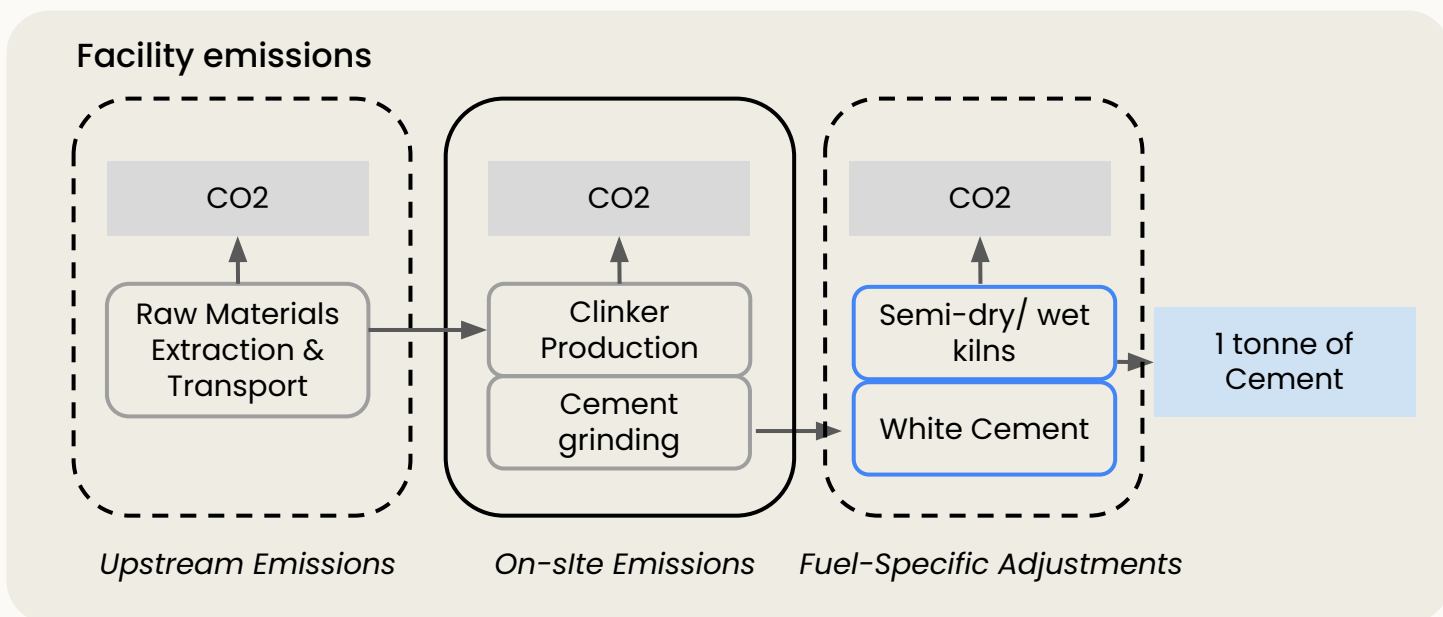 Facility emissions
CO2
Raw Materials
Extraction &
Transport
Upstream Emissions
CO2
Clinker
Production
Cement
grinding
On-sIte Emissions
CO2
Semi-dry/ wet
kilns
White Cement
Fuel-Specific Adjustments
1 tonne of
Cement